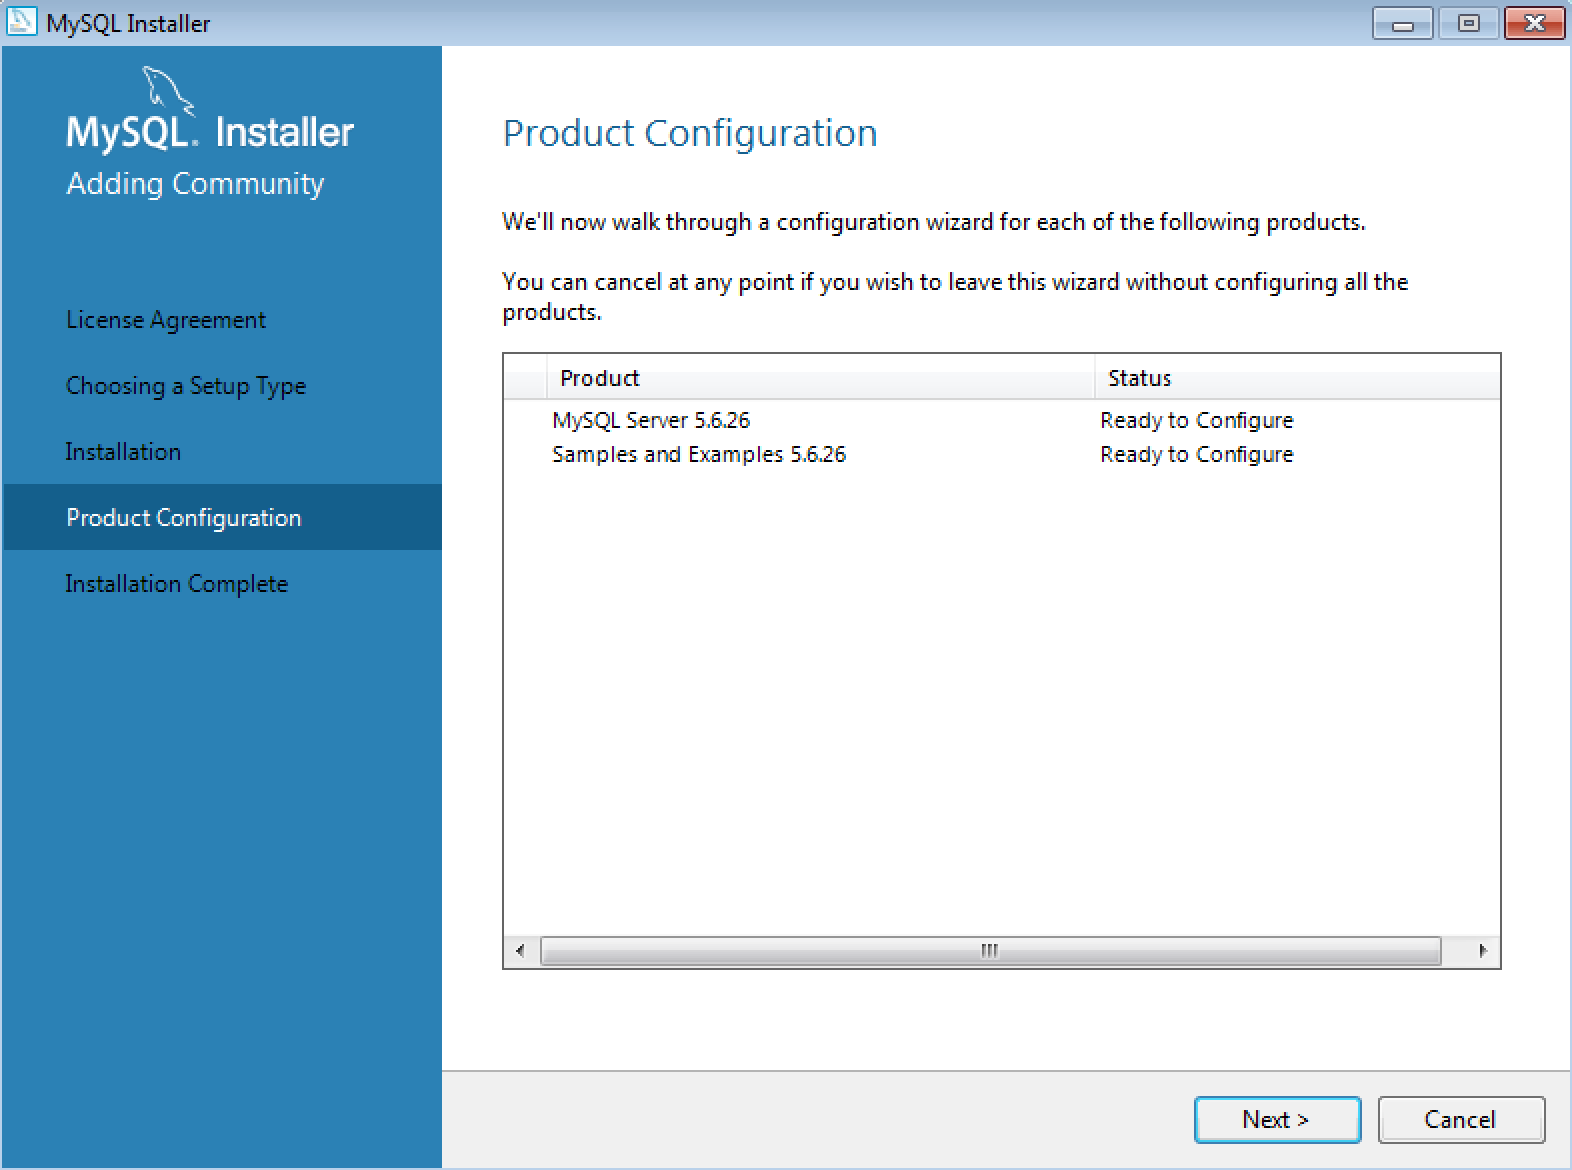 MySQL Installer
MySQL. Installer
Adding Community
License Agreement
Choosing a Setup Type
Installation
Product Configuration
Installation Complete
Product Configuration
We'll now walk through a configuration wizard for each of the following products.
You can cancel at any point if you wish to leave this wizard without configuring all the
products.
Product Status
MySQL Server 5.6.26 Ready to Configure
Samples and Examples 5.6.26 Ready to Configure
Next > Cancel